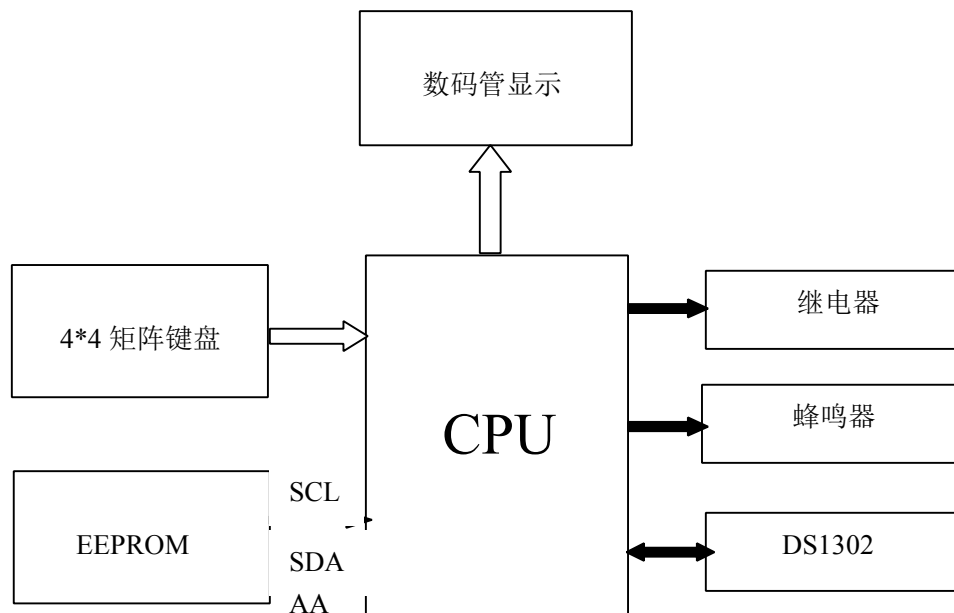 数码管显示
4*4 矩阵键盘
继电器
CPU
蜂鸣器
SCL
EEPROM
SDA
DS1302
AA